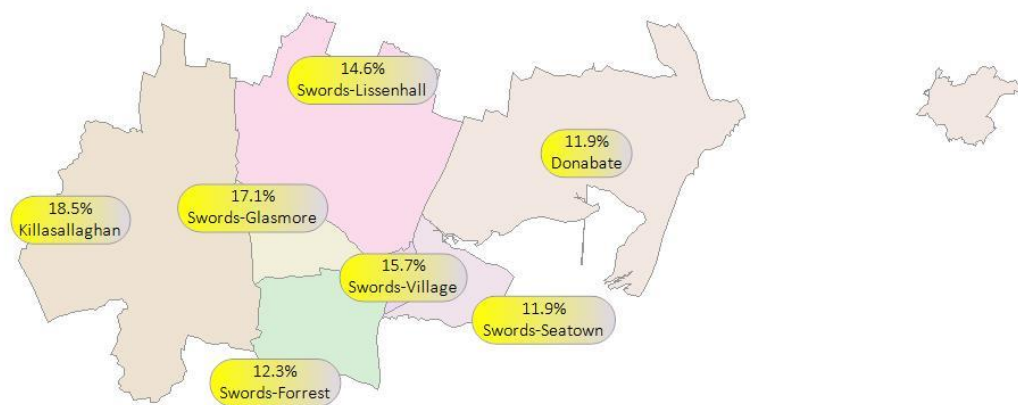 14.6%
Swords-Lissenhall
11.9%
Donabate
17.1%
Swords-Glasmore
18.5%
Killasallaghan
15.7%
Swords-Village
11.9%
Swords-Seatown
12.3%
Swords-Forrest